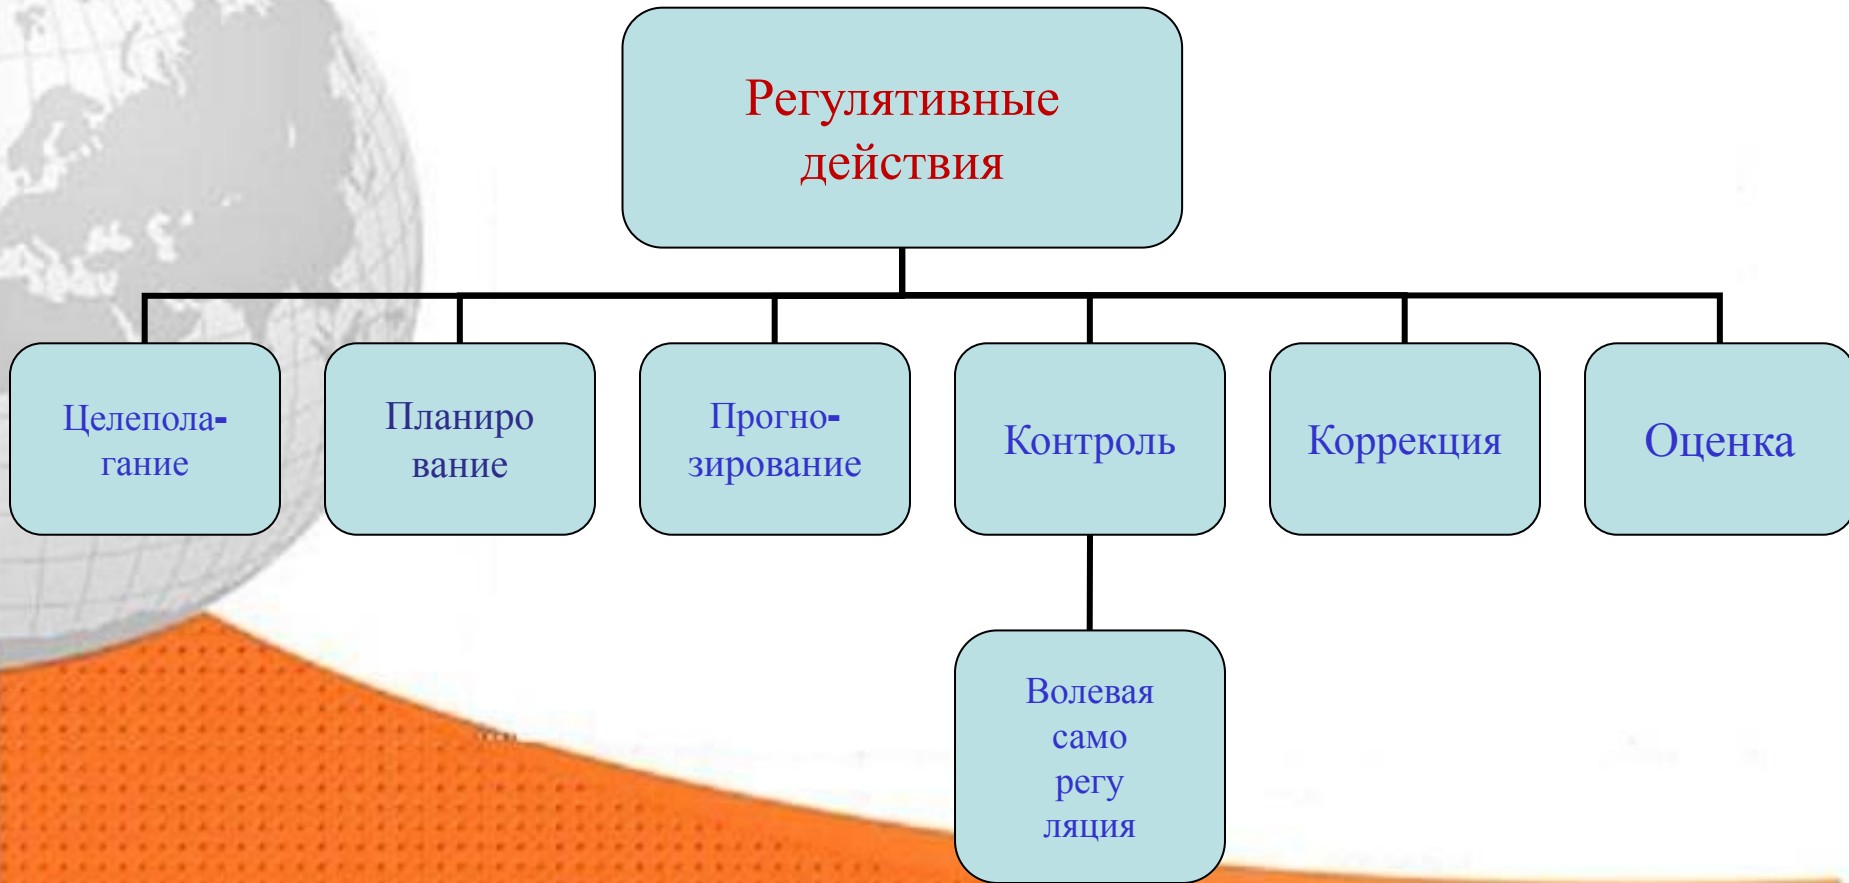 Регулятивные
действия
Целепола-
гание
Планиро
вание
Прогно-
зирование
Контроль
Коррекция
Оценка
Волевая
само
регу
ляция